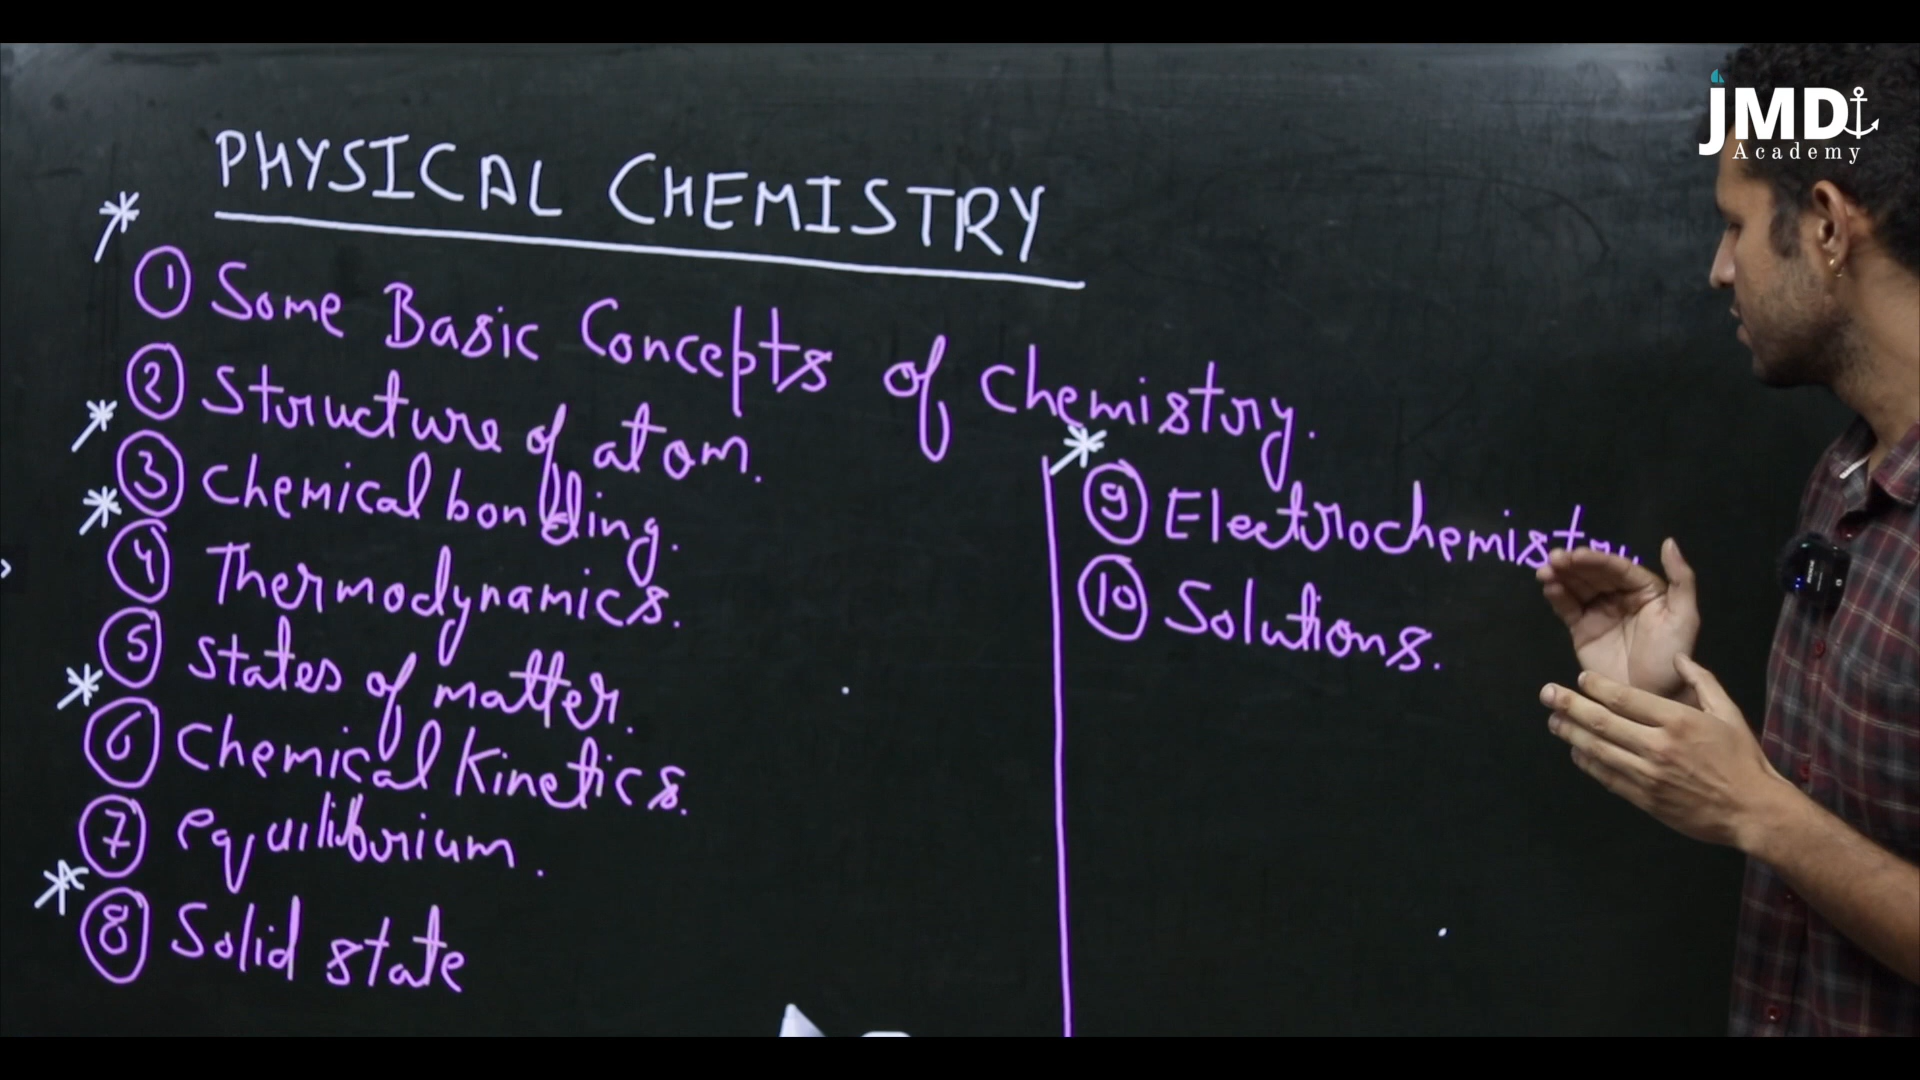 JMD
Academy
PHYSICAL CHEMISTRY
* ① Some Basic Concepts of Chemistry.
② Structure of atom.
* ③ Chemical bonding.
* ④ Thermodynamics.
⑤ States of matter.
* ⑥ Chemical Kinetics.
⑦ equilibrium.
* ⑧ Solid state
* ⑨ Electrochemistry
⑩ Solutions.